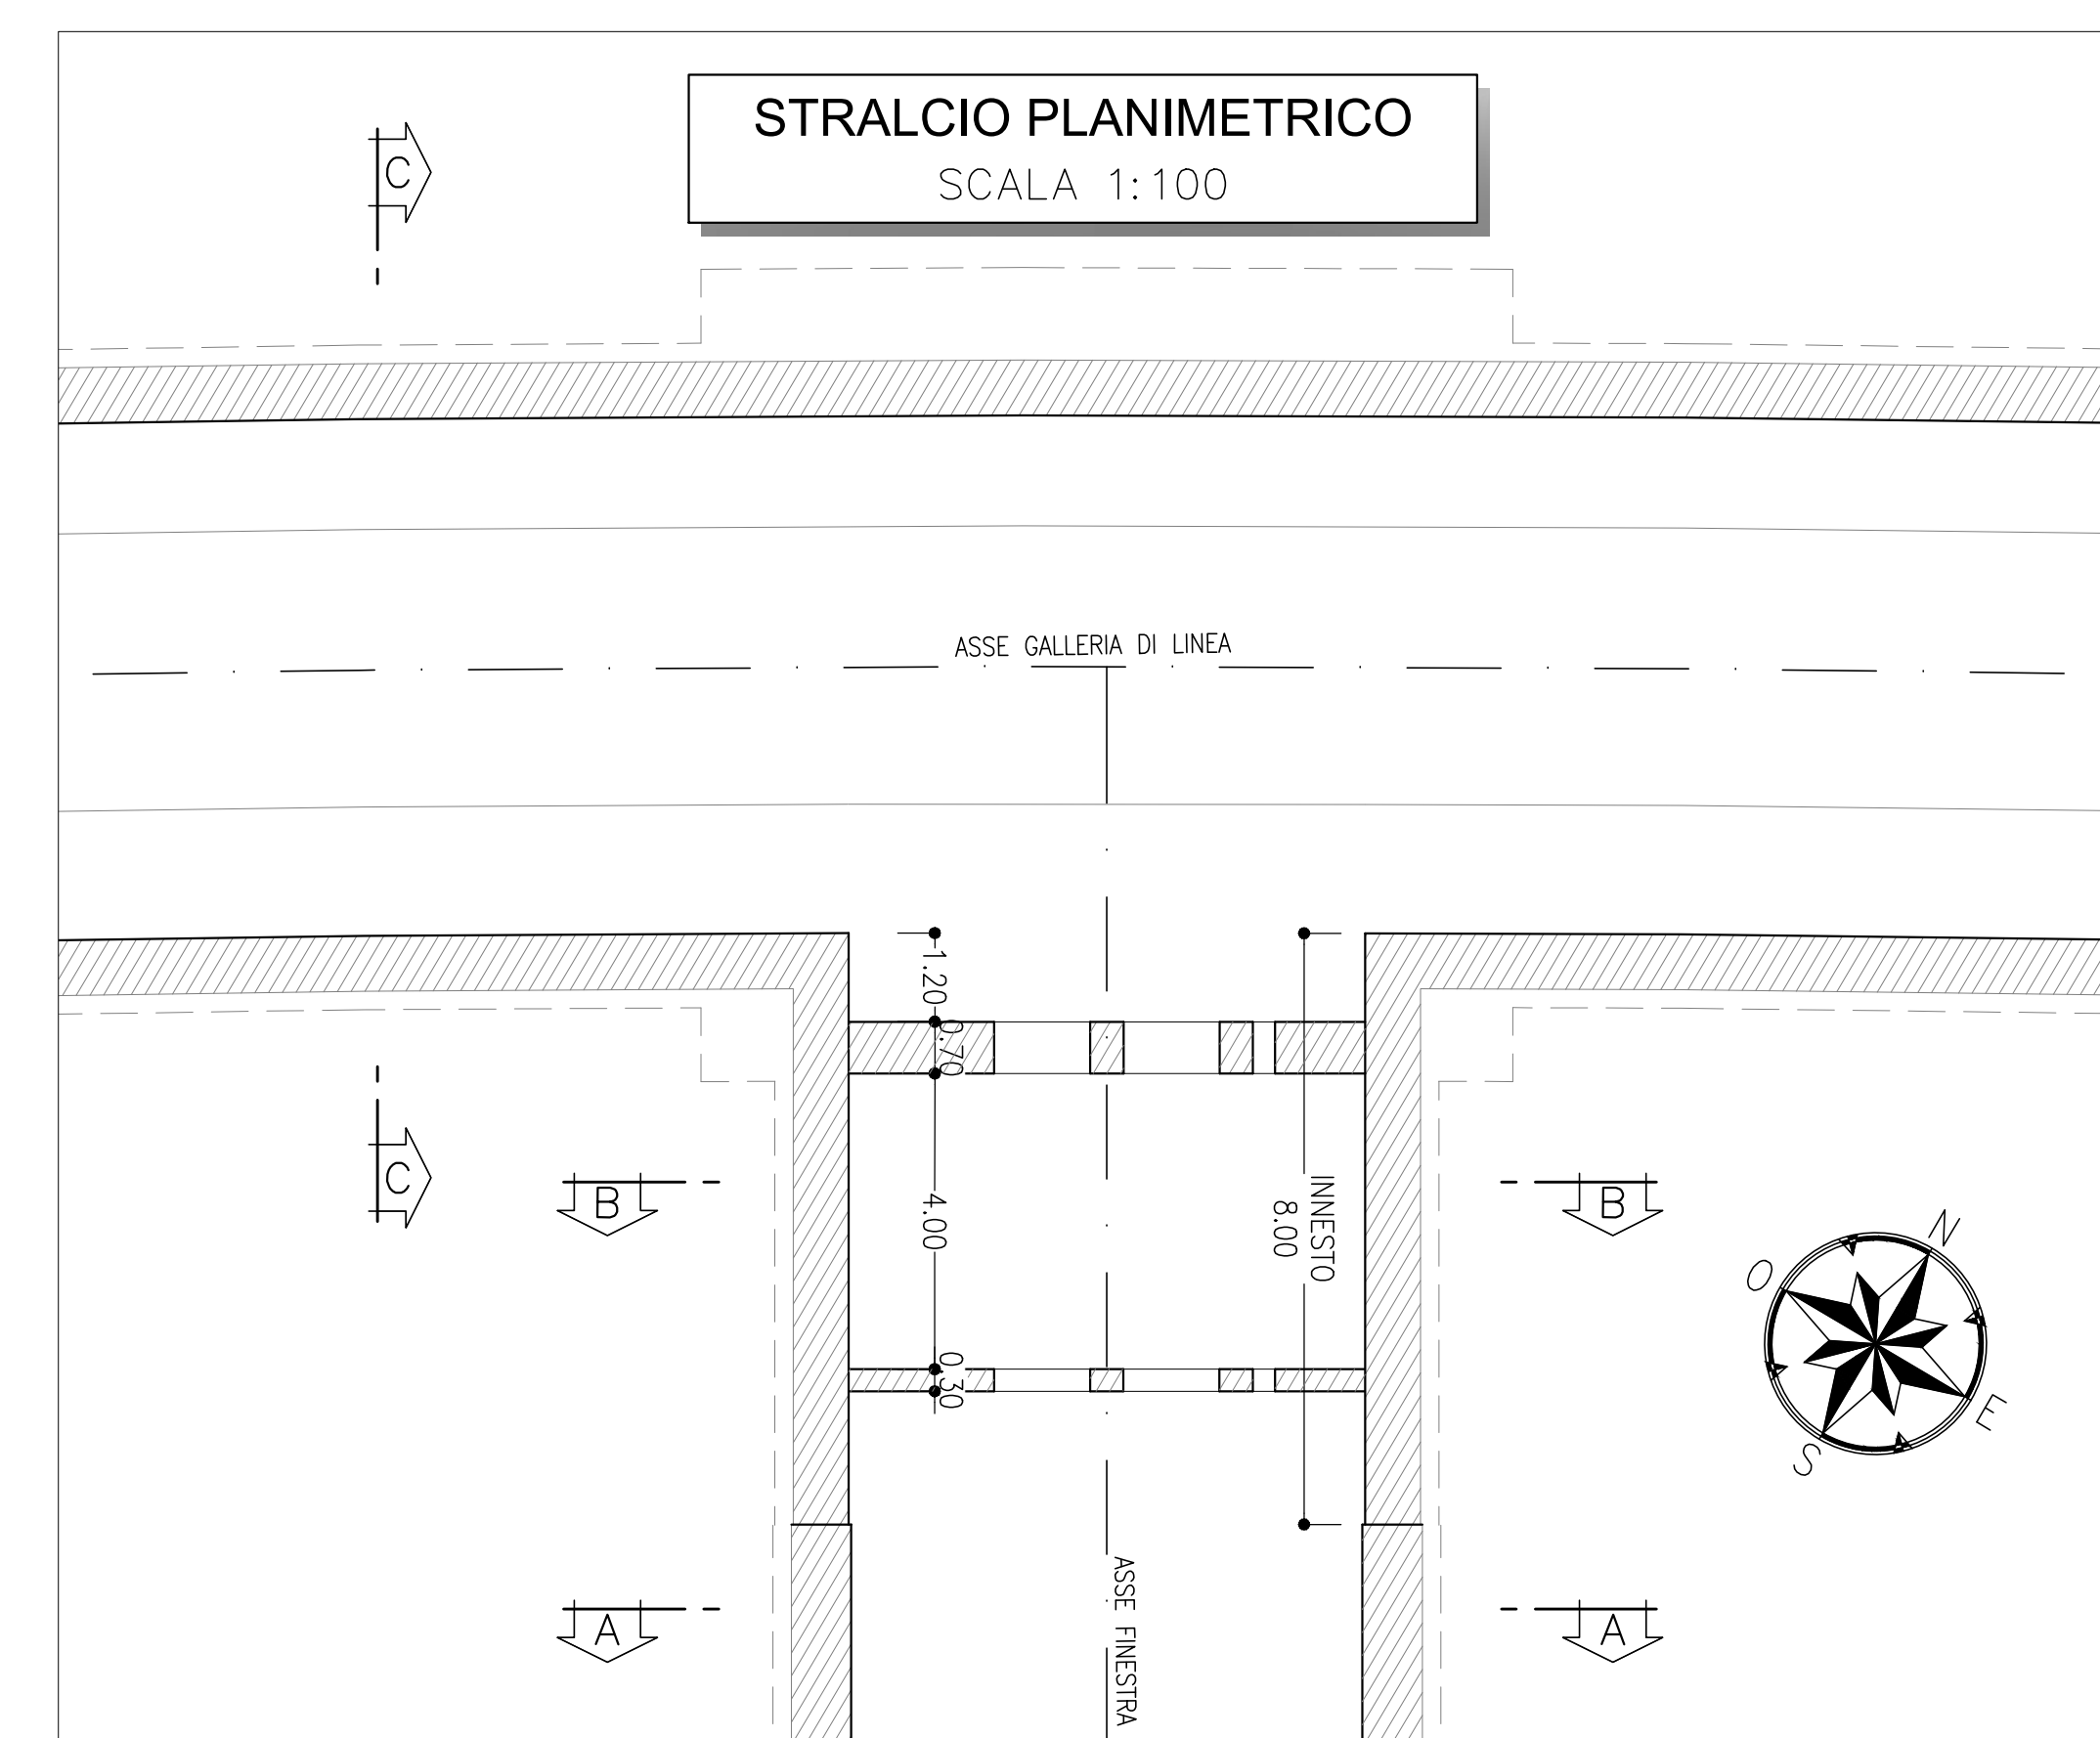 STRALCIO PLANIMETRICO
SCALA 1:100
C
ASSE GALLERIA DI LINEA
1.20
0.70
4.00
0.30
INNESTO
8.00
C
B
B
N
O
E
S
A
A
ASSE FINESTRA